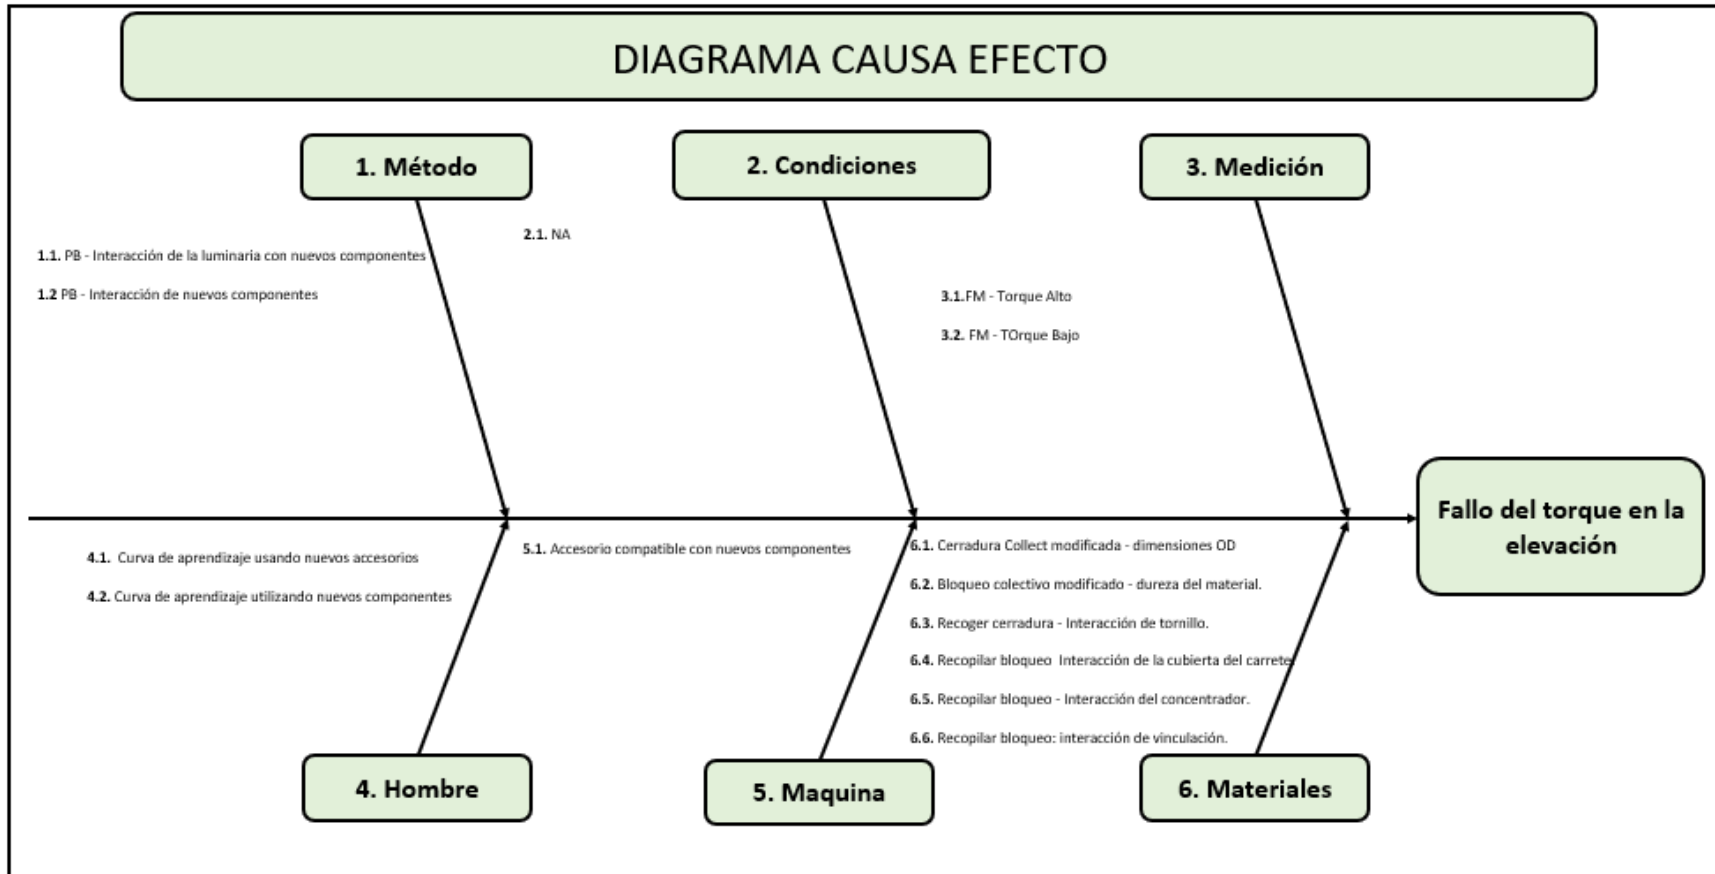 DIAGRAMA CAUSA EFECTO
1. Método
2. Condiciones
3. Medición
1.1. PB - Interacción de la luminaria con nuevos componentes
1.2 PB - Interacción de nuevos componentes
2.1. NA
3.1.FM - Torque Alto
3.2. FM - TOrque Bajo
Fallo del torque en la
elevación
4.1. Curva de aprendizaje usando nuevos accesorios
4.2. Curva de aprendizaje utilizando nuevos componentes
5.1. Accesorio compatible con nuevos componentes
6.1. Cerradura Collect modificada - dimensiones OD
6.2. Bloqueo colectivo modificado - dureza del material.
6.3. Recoger cerradura - Interacción de tornillo.
6.4. Recopilar bloqueo Interacción de la cubierta del carrete
6.5. Recopilar bloqueo - Interacción del concentrador.
6.6. Recopilar bloqueo: interacción de vinculación.
4. Hombre
5. Maquina
6. Materiales